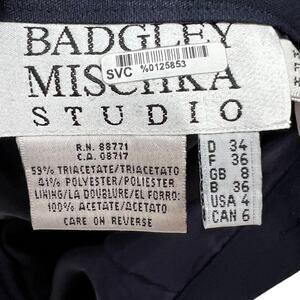 BADGLEY
MISCHKA
SVC %0125853
STUDIO
R.N. 88771
C.A. 08717
59% TRIACETATE/TRIACETATO
41% POLYESTER/POLIESTER
LINING/LA DOUBLURE/EL FORRO:
100% ACETATE/ACETATO
CARE ON REVERSE
D 34
F 36
GB 8
B 36
USA 4
CAN 6